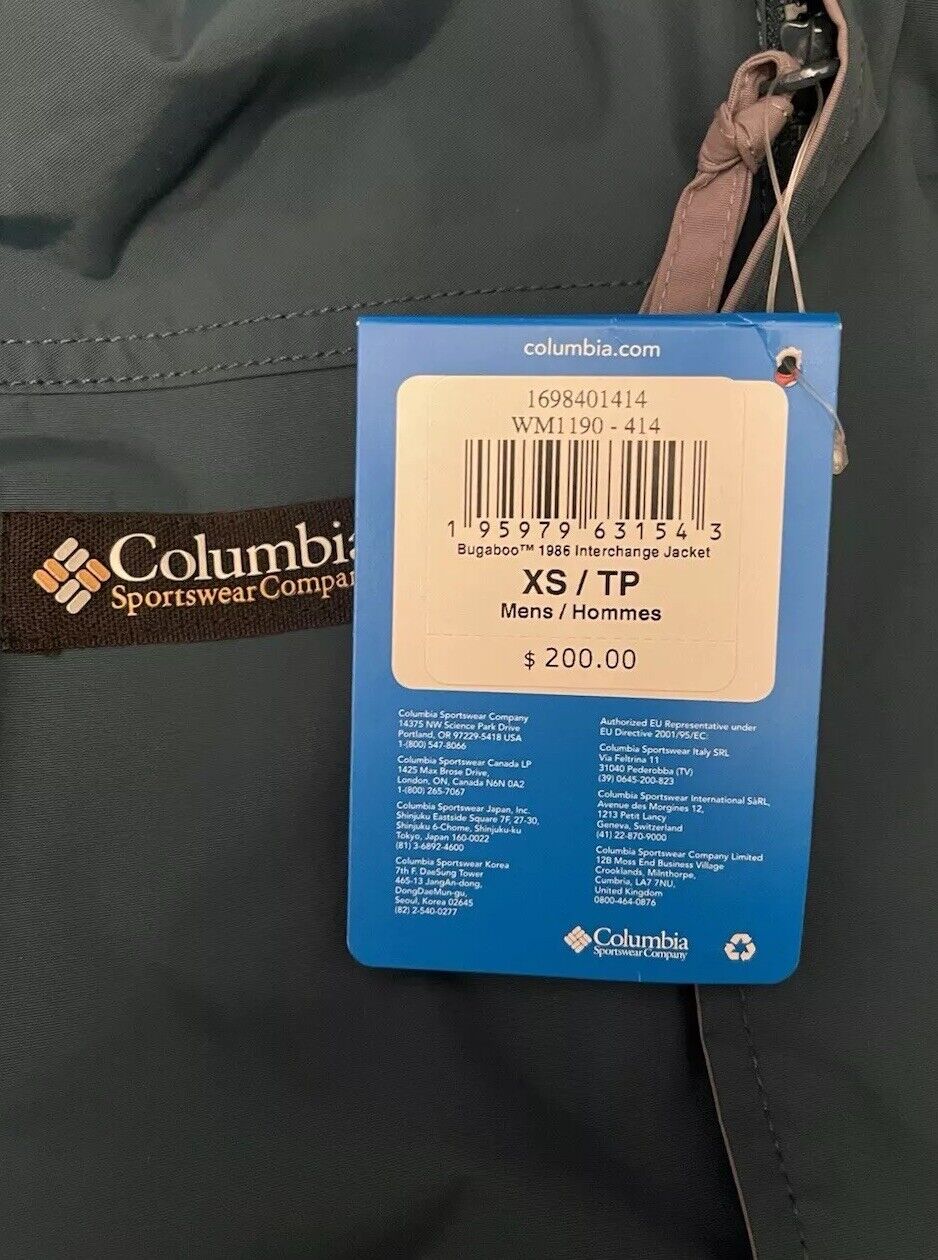 columbia.com
1698401414
WM1190 - 414
1 95979 63154 3
Bugaboo™ 1986 Interchange Jacket
XS / TP
Mens / Hommes
$ 200.00
Columbia
Sportswear Compa
Columbia Sportswear Company
14375 NW Science Park Drive
Portland, OR 97229-5418 USA
1-(800) 547-8066
Columbia Sportswear Canada LP
1425 Max Brose Drive,
London, ON, Canada N6N 0A2
1-(800) 265-7067
Columbia Sportswear Japan, Inc.
Shinjuku Eastside Square 7F, 27-30,
Shinjuku 6-Chome, Shinjuku-ku
Tokyo, Japan 160-0022
(81) 3-6892-4600
Columbia Sportswear Korea
7th F. DaeSung Tower
465-13 JangAn-dong,
DongDaeMun-gu,
Seoul, Korea 02645
(82) 2-540-0277
Authorized EU Representative under
EU Directive 2001/95/EC:
Columbia Sportswear Italy SRL
Via Feltrina 11
31040 Pederobba (TV)
(39) 0645-200-823
Columbia Sportswear International SàRL,
Avenue des Morgines 12,
1213 Petit Lancy
Geneva, Switzerland
(41) 22-870-9000
Columbia Sportswear Company Limited
12B Moss End Business Village
Crooklands, Milnthorpe,
Cumbria, LA7 7NU,
United Kingdom
0800-464-0876
Columbia
Sportswear Company